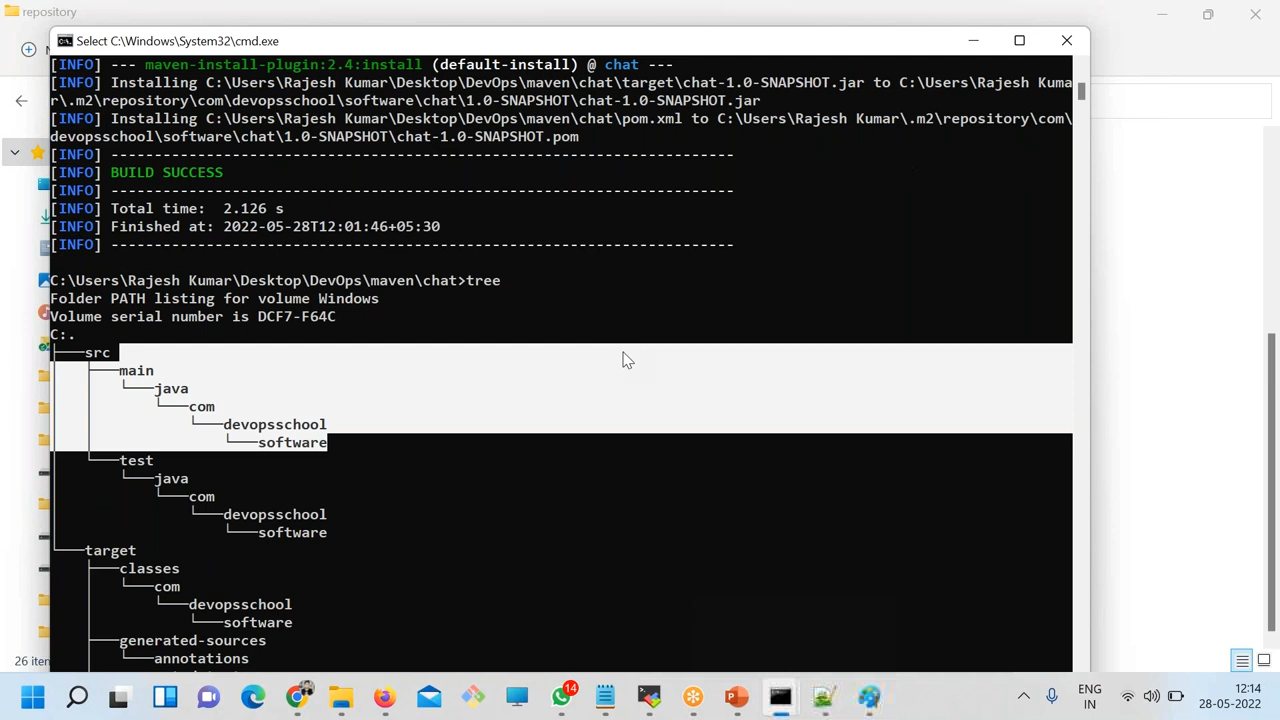 repository
Select C:\Windows\System32\cmd.exe
[INFO] --- maven-install-plugin:2.4:install (default-install) @ chat ---
[INFO] Installing C:\Users\Rajesh Kumar\Desktop\DevOps\maven\chat\target\chat-1.0-SNAPSHOT.jar to C:\Users\Rajesh Kuma
r\.m2\repository\com\devopsschool\software\chat\1.0-SNAPSHOT\chat-1.0-SNAPSHOT.jar
[INFO] Installing C:\Users\Rajesh Kumar\Desktop\DevOps\maven\chat\pom.xml to C:\Users\Rajesh Kumar\.m2\repository\com\
devopsschool\software\chat\1.0-SNAPSHOT\chat-1.0-SNAPSHOT.pom
[INFO] ------------------------------------------------------------------------
[INFO] BUILD SUCCESS
[INFO] ------------------------------------------------------------------------
[INFO] Total time:  2.126 s
[INFO] Finished at: 2022-05-28T12:01:46+05:30
[INFO] ------------------------------------------------------------------------
C:\Users\Rajesh Kumar\Desktop\DevOps\maven\chat>tree
Folder PATH listing for volume Windows
Volume serial number is DCF7-F64C
C:.
├───src
│   ├───main
│   │   └───java
│   │       └───com
│   │           └───devopsschool
│   │               └───software
│   └───test
│       └───java
│           └───com
│               └───devopsschool
│                   └───software
└───target
    ├───classes
    │   └───com
    │       └───devopsschool
    │           └───software
    ├───generated-sources
    │   └───annotations
26 iten
14
ENG
IN
12:14
28-05-2022